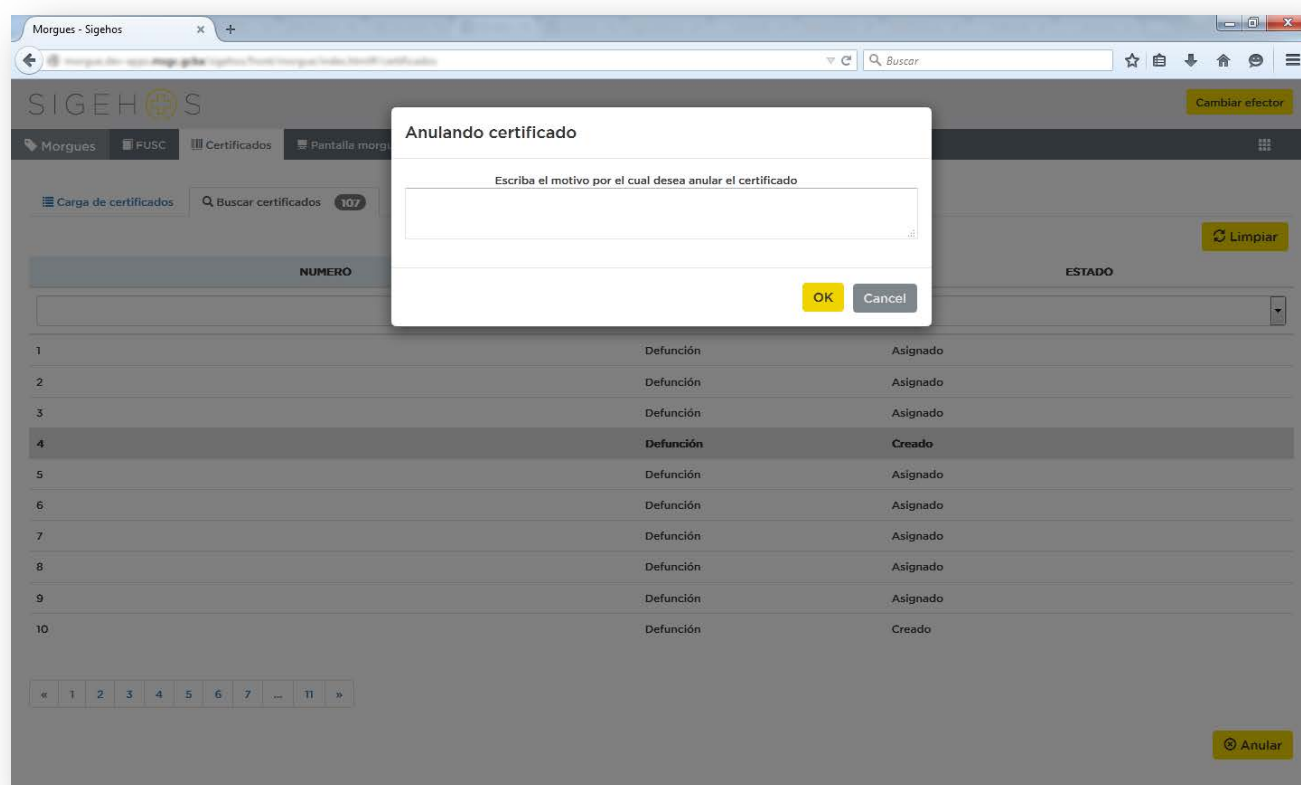 Morgues - Sigehos
Buscar
SIGEHOS
Cambiar efector
Morgues FUSC Certificados Pantalla morgu
Anulando certificado
Escriba el motivo por el cual desea anular el certificado
OK Cancel
Carga de certificados Buscar certificados 107
Limpiar
NUMERO ESTADO
1 Defunción Asignado
2 Defunción Asignado
3 Defunción Asignado
4 Defunción Creado
5 Defunción Asignado
6 Defunción Asignado
7 Defunción Asignado
8 Defunción Asignado
9 Defunción Asignado
10 Defunción Creado
« 1 2 3 4 5 6 7 ... 11 »
Anular